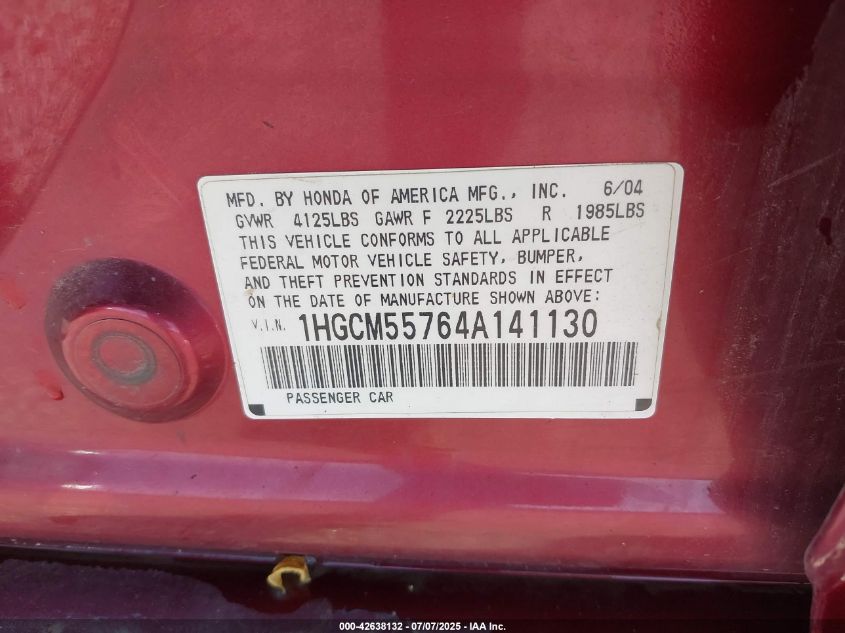 MFD. BY HONDA OF AMERICA MFG., INC. 6/04
GVWR 4125LBS GAWR F 2225LBS R 1985LBS
THIS VEHICLE CONFORMS TO ALL APPLICABLE
FEDERAL MOTOR VEHICLE SAFETY, BUMPER,
AND THEFT PREVENTION STANDARDS IN EFFECT
ON THE DATE OF MANUFACTURE SHOWN ABOVE:
V.I.N. 1HGCM55764A141130
PASSENGER CAR
000-42638132 - 07/07/2025 - IAA Inc.